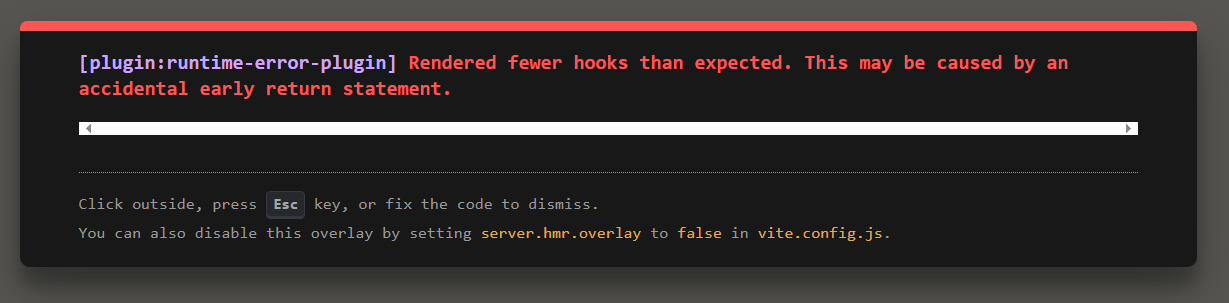 [plugin:runtime-error-plugin] Rendered fewer hooks than expected. This may be caused by an
accidental early return statement.
Click outside, press Esc key, or fix the code to dismiss.
You can also disable this overlay by setting server.hmr.overlay to false in vite.config.js.